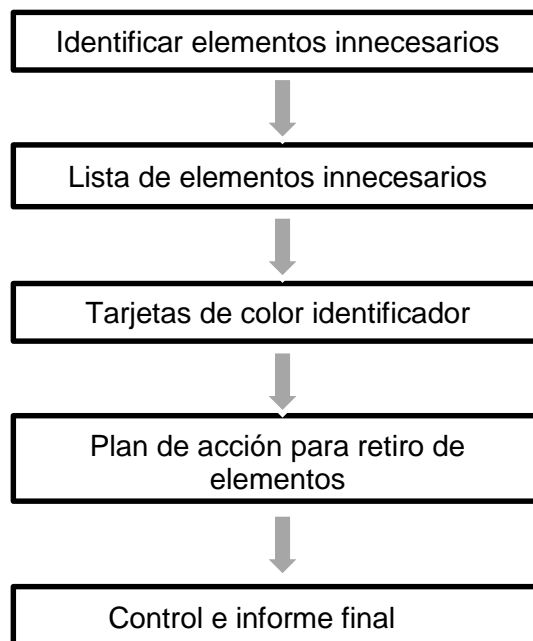 Identificar elementos innecesarios
Lista de elementos innecesarios
Tarjetas de color identificador
Plan de acción para retiro de
elementos
Control e informe final